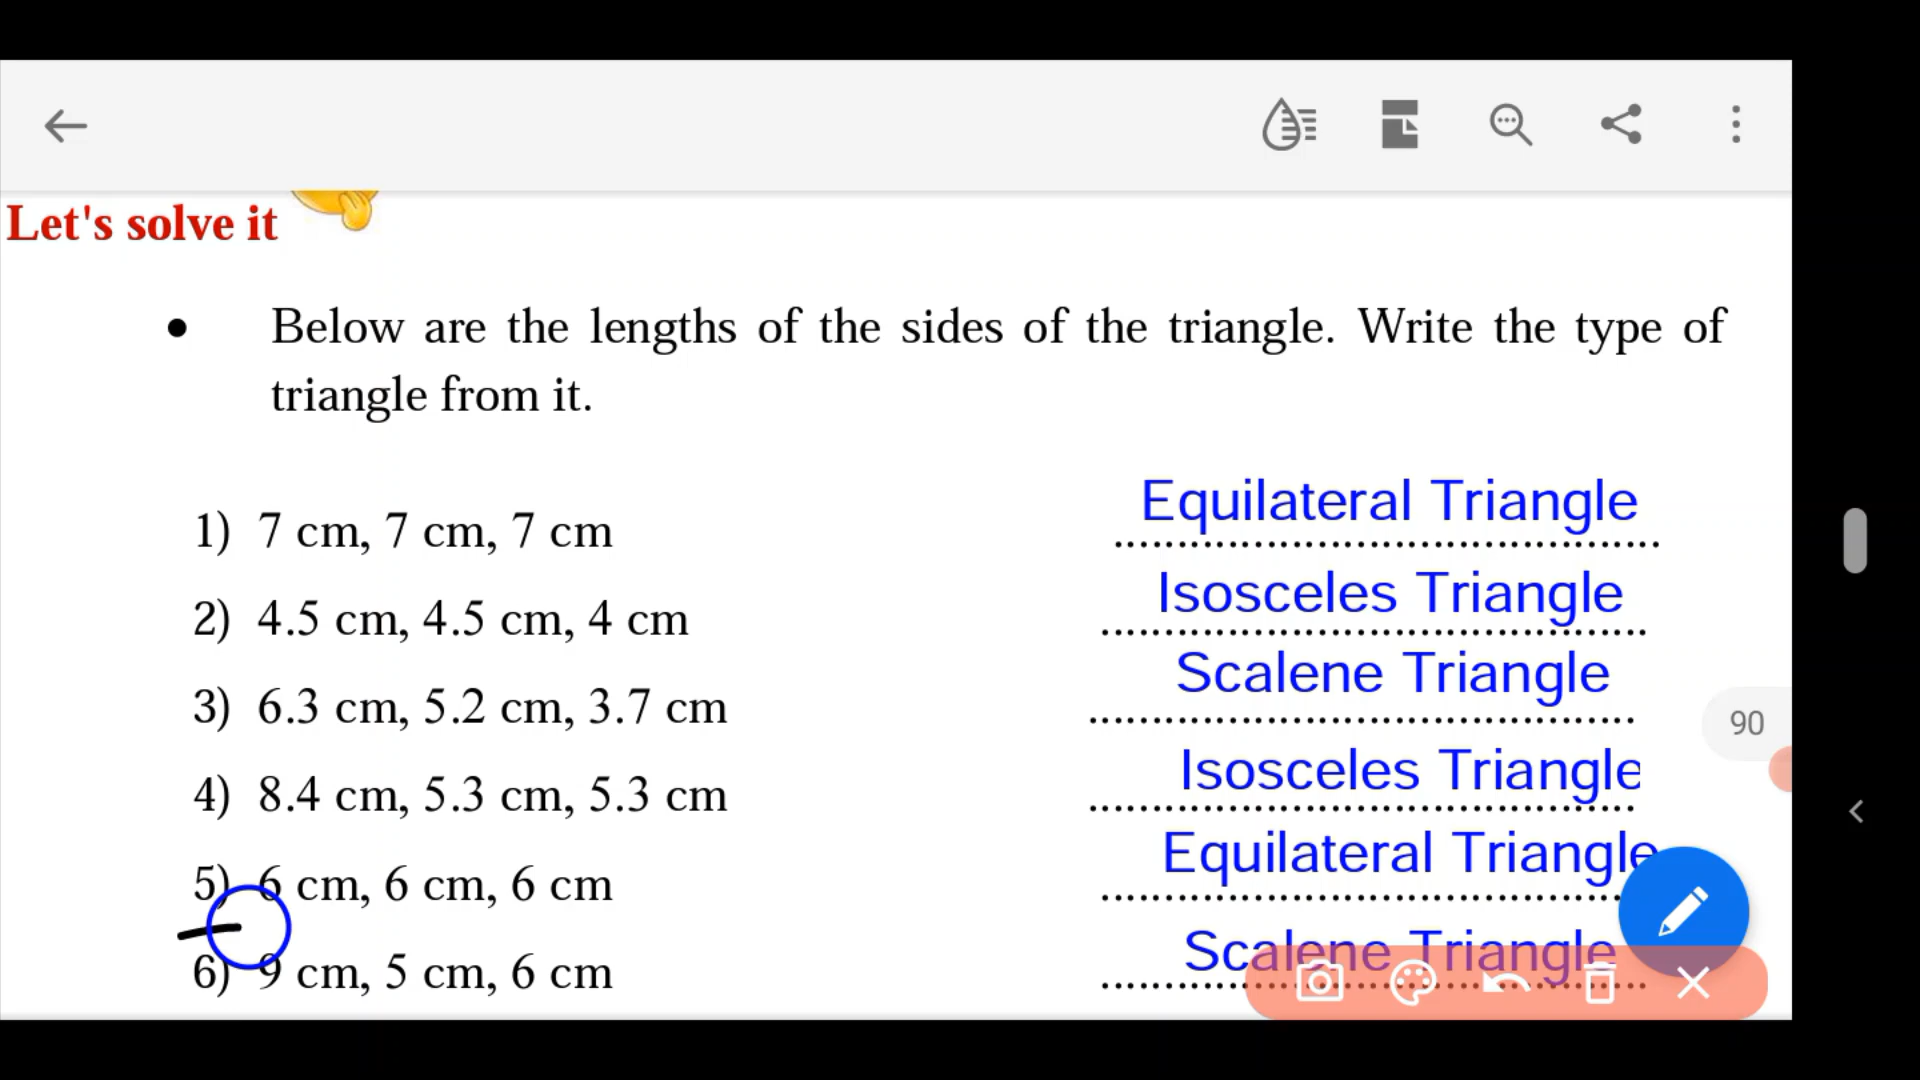 Let's solve it
• Below are the lengths of the sides of the triangle. Write the type of
triangle from it.
1) 7 cm, 7 cm, 7 cm Equilateral Triangle
2) 4.5 cm, 4.5 cm, 4 cm Isosceles Triangle
3) 6.3 cm, 5.2 cm, 3.7 cm Scalene Triangle
90
4) 8.4 cm, 5.3 cm, 5.3 cm Isosceles Triangle
5) 6 cm, 6 cm, 6 cm Equilateral Triangle
6) 9 cm, 5 cm, 6 cm Scalene Triangle